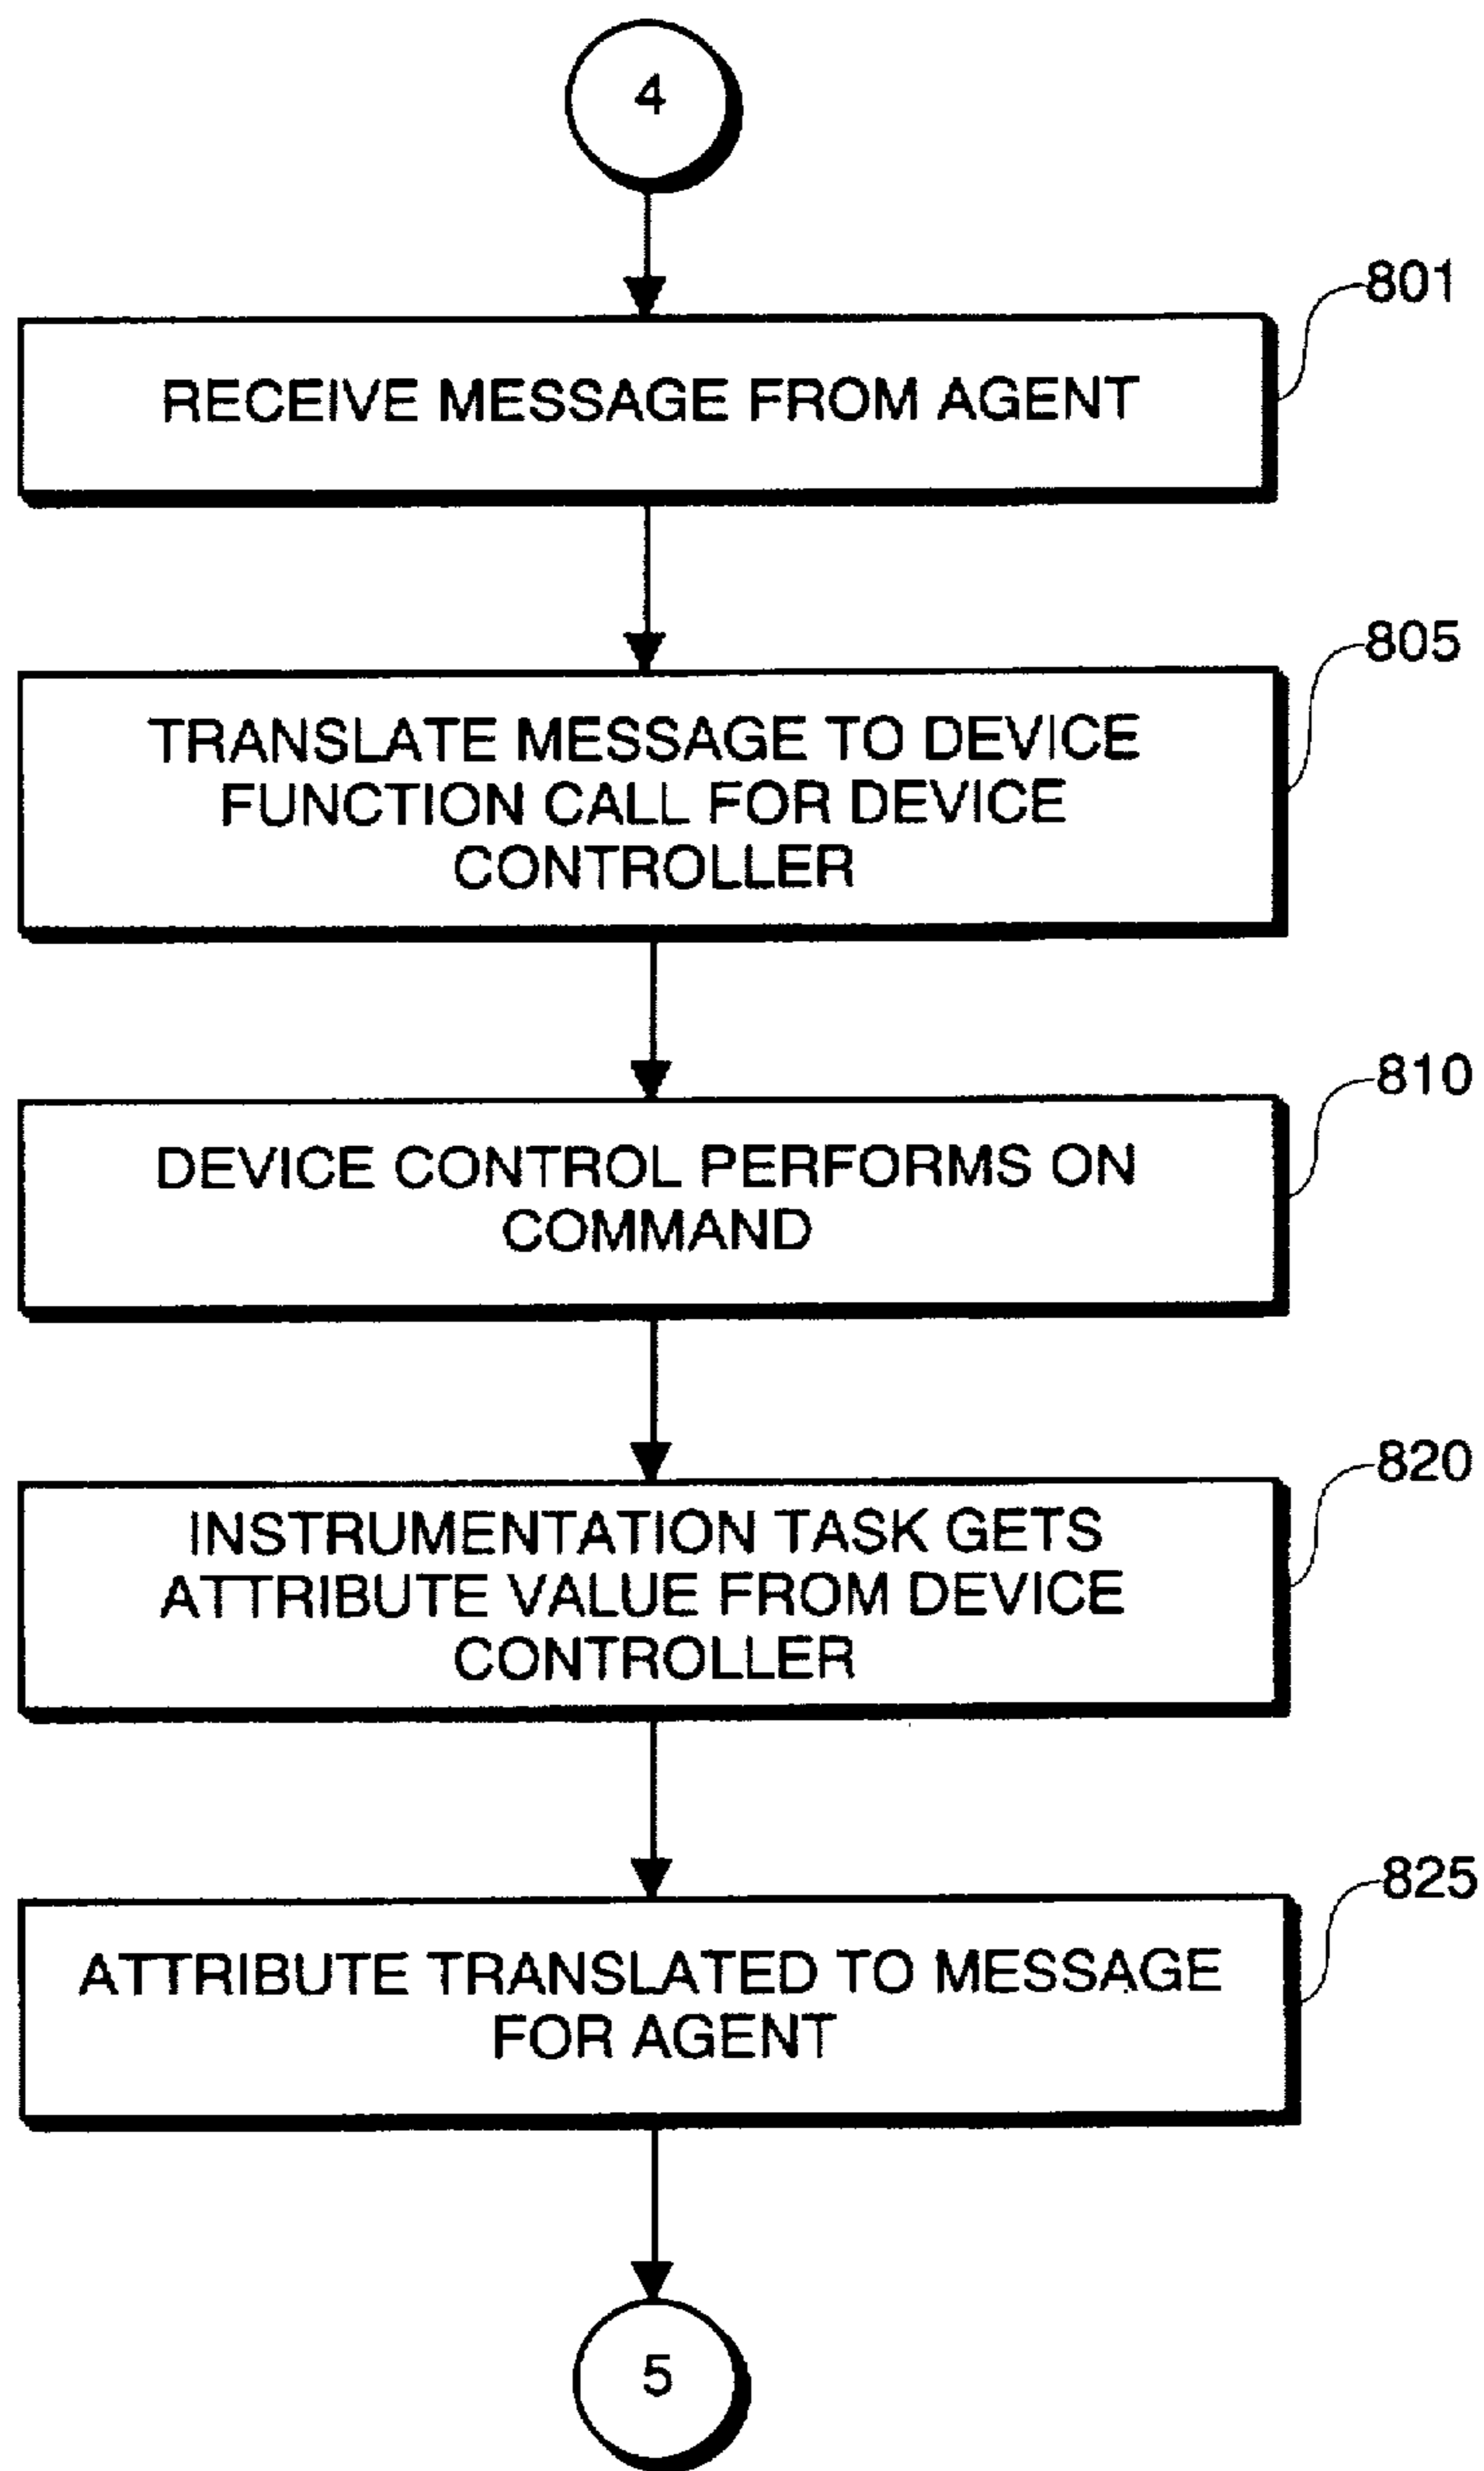 4
801
RECEIVE MESSAGE FROM AGENT
805
TRANSLATE MESSAGE TO DEVICE
FUNCTION CALL FOR DEVICE
CONTROLLER
810
DEVICE CONTROL PERFORMS ON
COMMAND
820
INSTRUMENTATION TASK GETS
ATTRIBUTE VALUE FROM DEVICE
CONTROLLER
825
ATTRIBUTE TRANSLATED TO MESSAGE
FOR AGENT
5